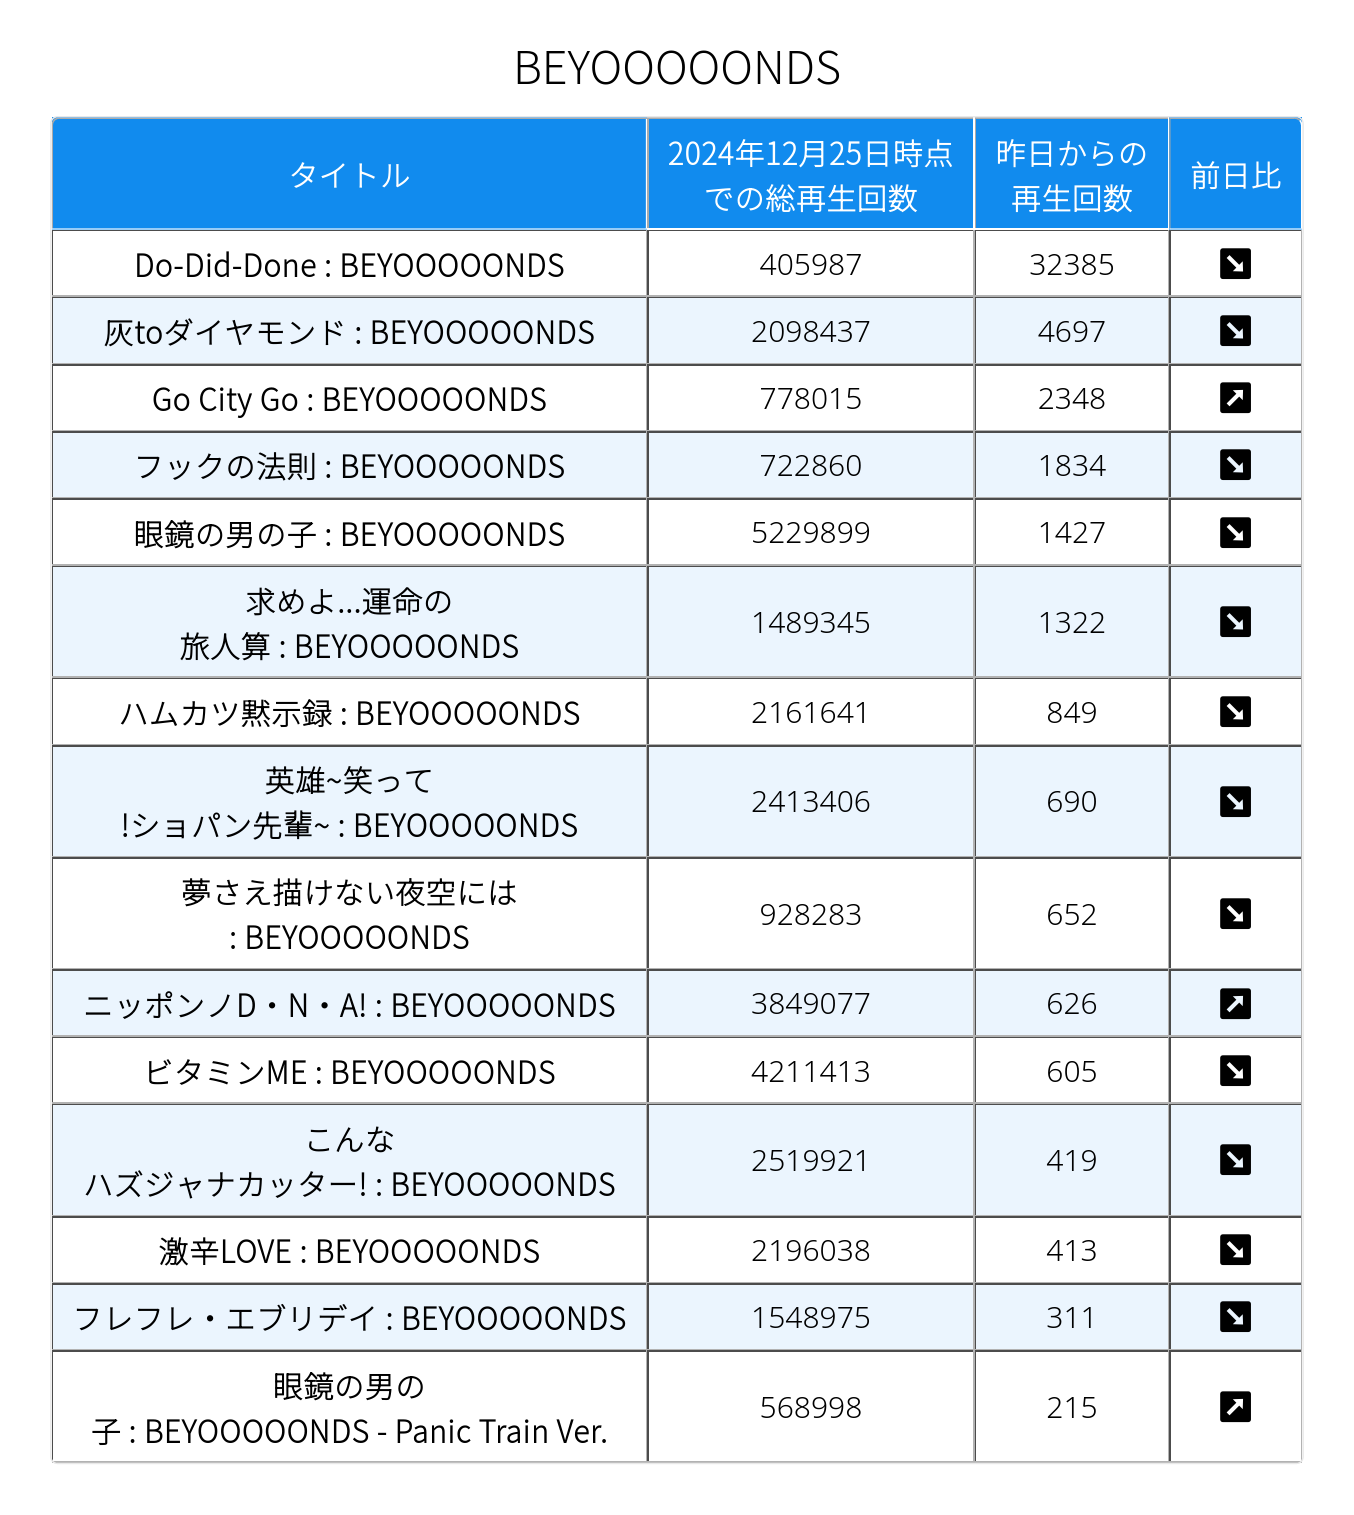 BEYOOOOONDS
タイトル
2024年12月25日時点
での総再生回数
昨日からの
再生回数
前日比
Do-Did-Done : BEYOOOOONDS 405987 32385
灰toダイヤモンド : BEYOOOOONDS 2098437 4697
Go City Go : BEYOOOOONDS 778015 2348
フックの法則 : BEYOOOOONDS 722860 1834
眼鏡の男の子 : BEYOOOOONDS 5229899 1427
求めよ...運命の
旅人算 : BEYOOOOONDS 1489345 1322
ハムカツ黙示録 : BEYOOOOONDS 2161641 849
英雄~笑って
!ショパン先輩~ : BEYOOOOONDS 2413406 690
夢さえ描けない夜空には
: BEYOOOOONDS 928283 652
ニッポンノD・N・A! : BEYOOOOONDS 3849077 626
ビタミンME : BEYOOOOONDS 4211413 605
こんな
ハズジャナカッター! : BEYOOOOONDS 2519921 419
激辛LOVE : BEYOOOOONDS 2196038 413
フレフレ・エブリデイ : BEYOOOOONDS 1548975 311
眼鏡の男の
子 : BEYOOOOONDS - Panic Train Ver. 568998 215